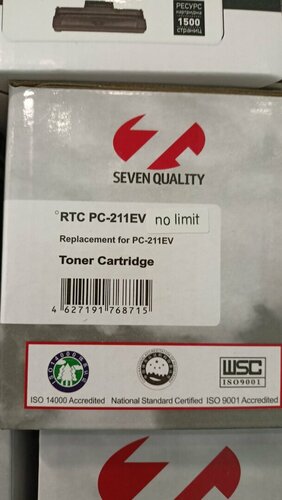 РЕСУРС
картриджа
1500
страниц
SEVEN QUALITY
RTC PC-211EV no limit
Replacement for PC-211EV
Toner Cartridge
4 627191 768715
WSC
ISO9001
ISO 14000 Accredited National Standard Certified ISO 9001 Accredited